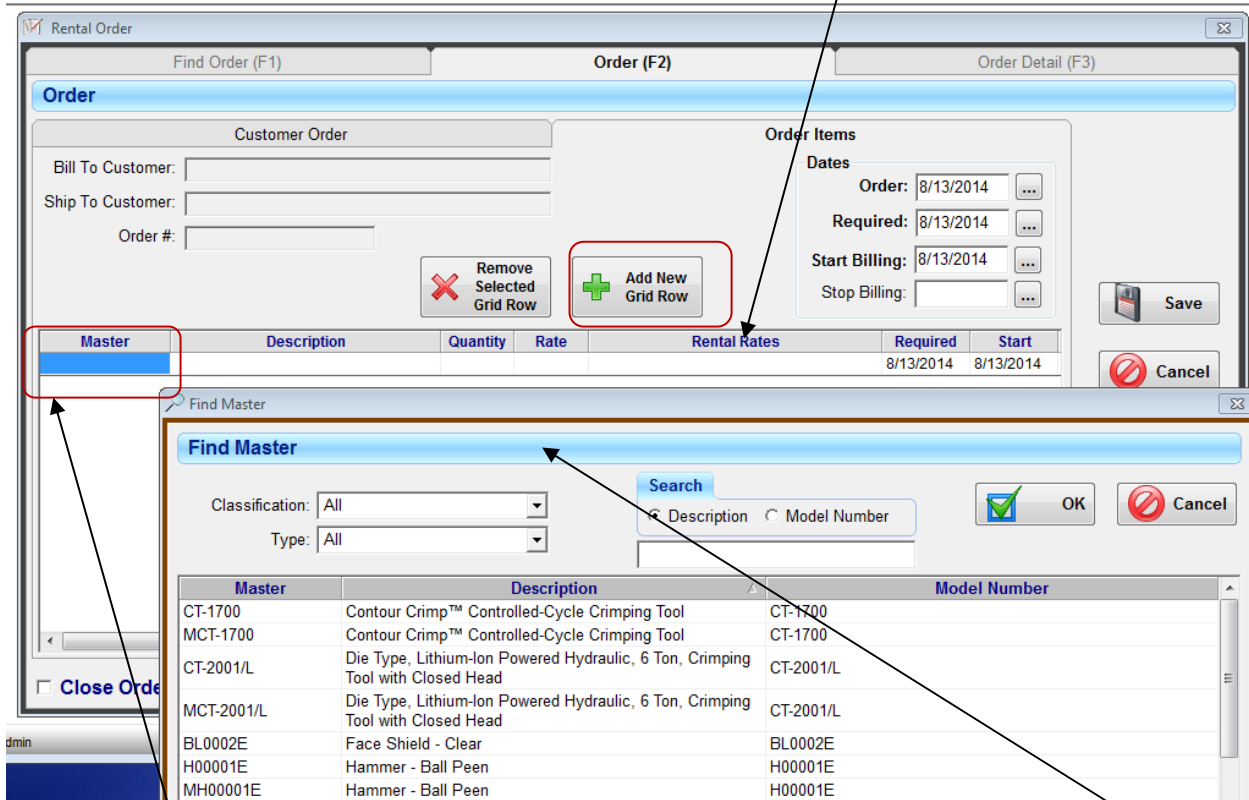 Rental Order
Find Order (F1) Order (F2) Order Detail (F3)
Order
Customer Order Order Items
Bill To Customer:
Ship To Customer:
Order #:
Dates
Order: 8/13/2014 ...
Required: 8/13/2014 ...
Start Billing: 8/13/2014 ...
Stop Billing: ...
Remove
Selected
Grid Row
Add New
Grid Row
Save
Cancel
Master Description Quantity Rate Rental Rates Required Start
8/13/2014 8/13/2014
Find Master
Find Master
Classification: All
Type: All
Search
Description Model Number
OK Cancel
Master Description Model Number
CT-1700 Contour Crimp™ Controlled-Cycle Crimping Tool CT-1700
MCT-1700 Contour Crimp™ Controlled-Cycle Crimping Tool CT-1700
CT-2001/L Die Type, Lithium-Ion Powered Hydraulic, 6 Ton, Crimping
Tool with Closed Head CT-2001/L
MCT-2001/L Die Type, Lithium-Ion Powered Hydraulic, 6 Ton, Crimping
Tool with Closed Head CT-2001/L
BL0002E Face Shield - Clear BL0002E
H00001E Hammer - Ball Peen H00001E
MH00001E Hammer - Ball Peen H00001E
Close Orde
dmin